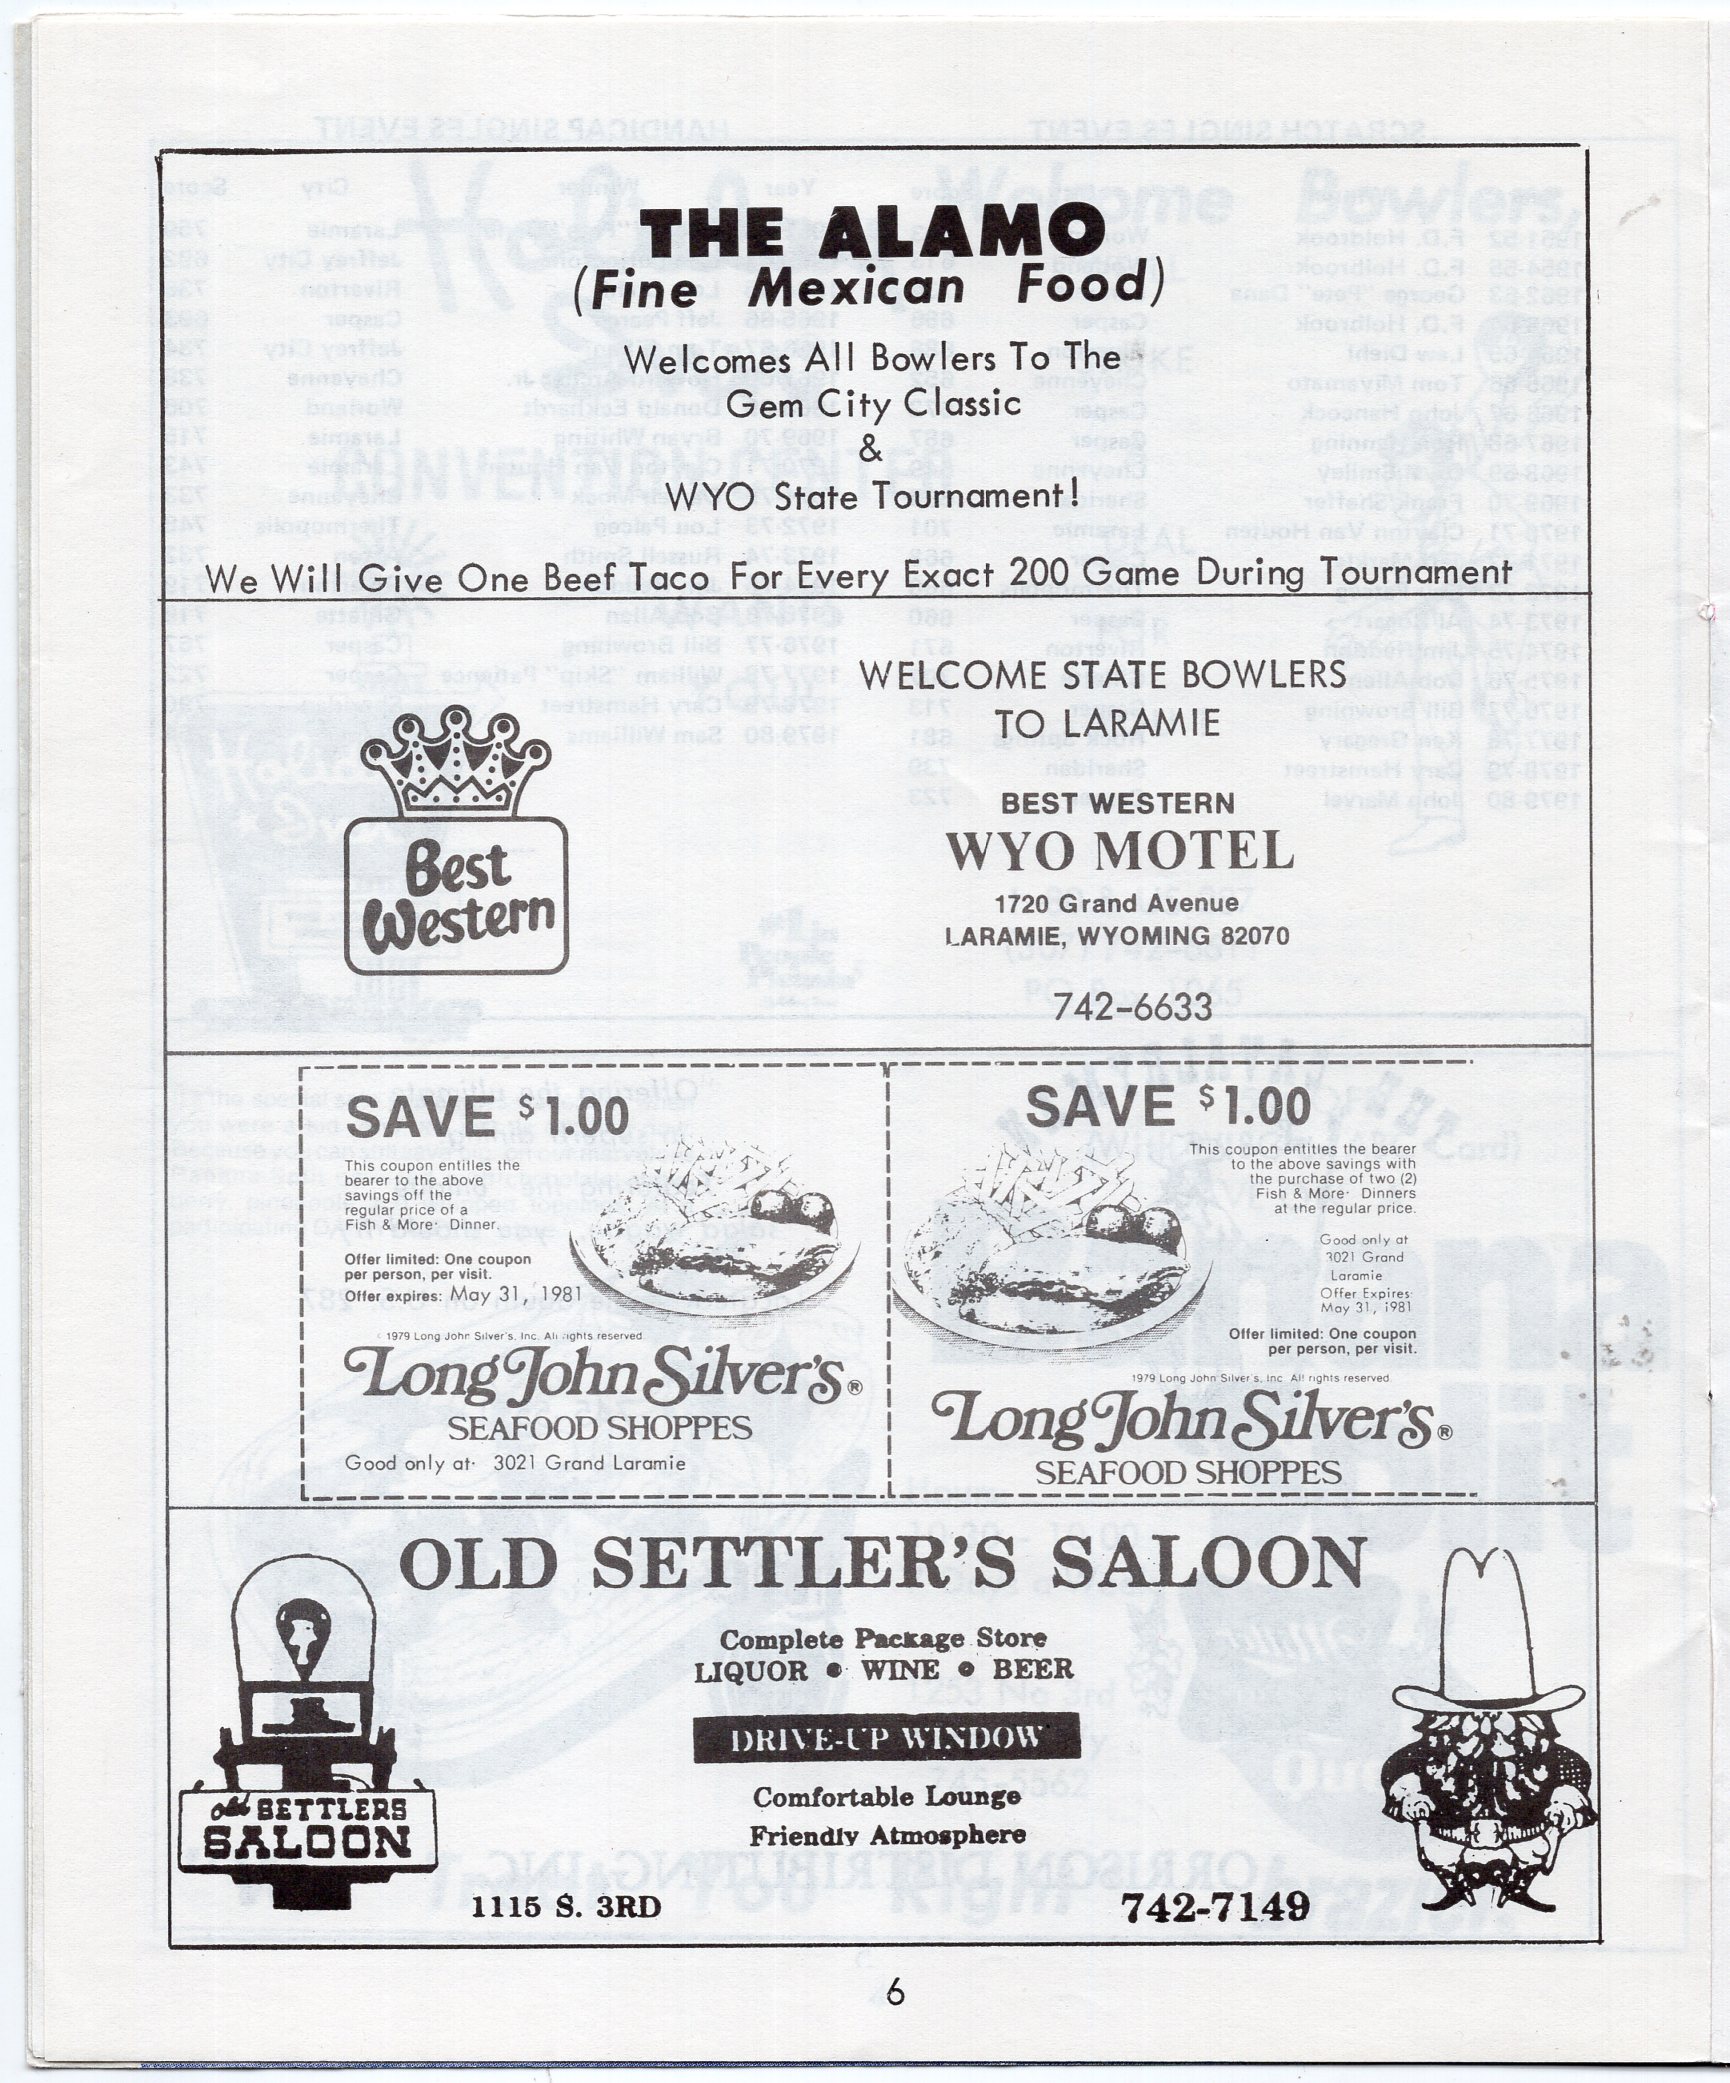 THE ALAMO
(Fine Mexican Food)
Welcomes All Bowlers To The
Gem City Classic
&
WYO State Tournament!
We Will Give One Beef Taco For Every Exact 200 Game During Tournament
Best
Western
WELCOME STATE BOWLERS
TO LARAMIE
BEST WESTERN
WYO MOTEL
1720 Grand Avenue
LARAMIE, WYOMING 82070
742-6633
SAVE $1.00
This coupon entitles the
bearer to the above
savings off the
regular price of a
Fish & More· Dinner.
Offer limited: One coupon
per person, per visit.
Offer expires: May 31, 1981
© 1979 Long John Silver's, Inc. All rights reserved.
Long John Silver's®
SEAFOOD SHOPPES
Good only at· 3021 Grand Laramie
SAVE $1.00
This coupon entitles the bearer
to the above savings with
the purchase of two (2)
Fish & More· Dinners
at the regular price.
Good only at
3021 Grand
Laramie
Offer Expires:
May 31, 1981
Offer limited: One coupon
per person, per visit.
1979 Long John Silver's, Inc. All rights reserved
Long John Silver's®
SEAFOOD SHOPPES
OLD SETTLER'S SALOON
Complete Package Store
LIQUOR • WINE • BEER
DRIVE-UP WINDOW
Comfortable Lounge
Friendly Atmosphere
old SETTLERS
SALOON
1115 S. 3RD
742-7149
6